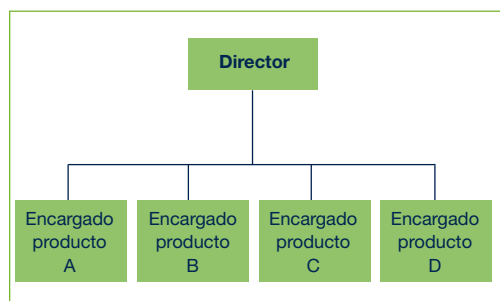 Director
Encargado
producto
A
Encargado
producto
B
Encargado
producto
C
Encargado
producto
D